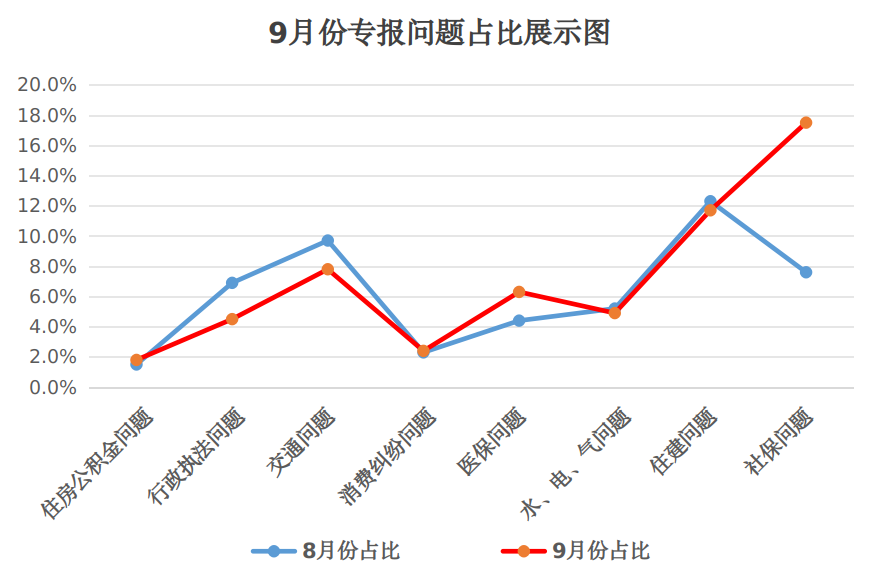 9月份专报问题占比展示图
20.0%
18.0%
16.0%
14.0%
12.0%
10.0%
8.0%
6.0%
4.0%
2.0%
0.0%
住房公积金问题
行政执法问题
交通问题
消费纠纷问题
医保问题
水、电、气问题
住建问题
社保问题
8月份占比
9月份占比